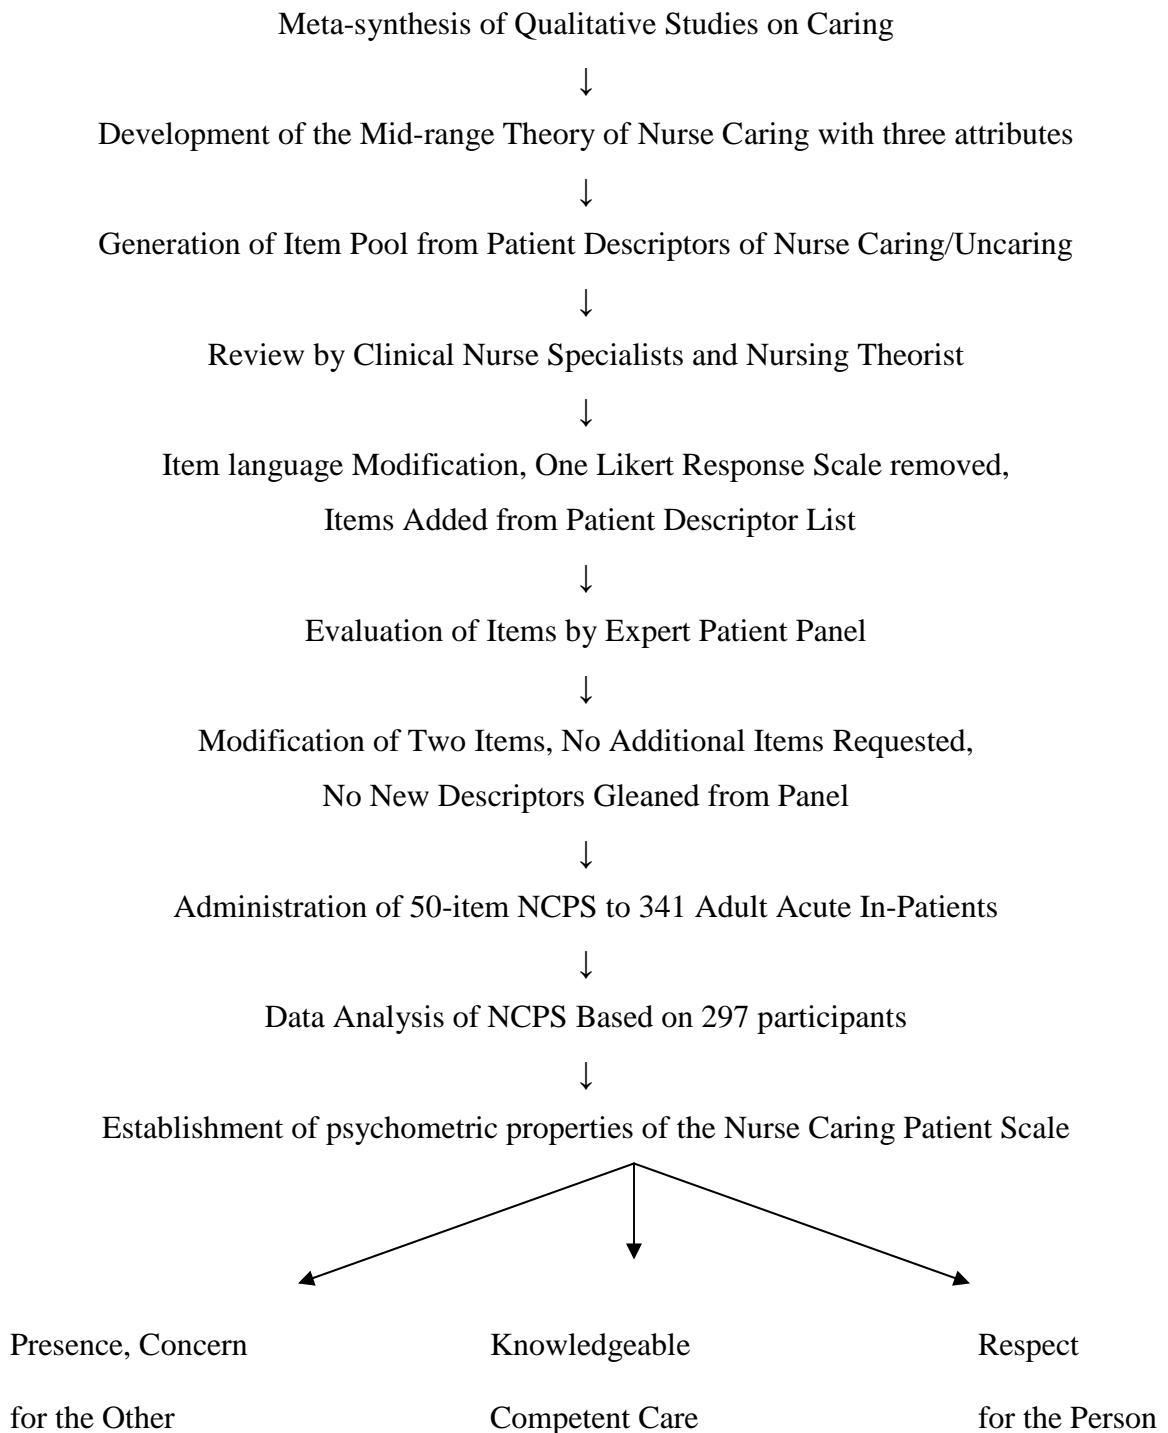 Meta-synthesis of Qualitative Studies on Caring
↓
Development of the Mid-range Theory of Nurse Caring with three attributes
↓
Generation of Item Pool from Patient Descriptors of Nurse Caring/Uncaring
↓
Review by Clinical Nurse Specialists and Nursing Theorist
↓
Item language Modification, One Likert Response Scale removed,
Items Added from Patient Descriptor List
↓
Evaluation of Items by Expert Patient Panel
↓
Modification of Two Items, No Additional Items Requested,
No New Descriptors Gleaned from Panel
↓
Administration of 50-item NCPS to 341 Adult Acute In-Patients
↓
Data Analysis of NCPS Based on 297 participants
↓
Establishment of psychometric properties of the Nurse Caring Patient Scale
Presence, Concern
for the Other
Knowledgeable
Competent Care
Respect
for the Person